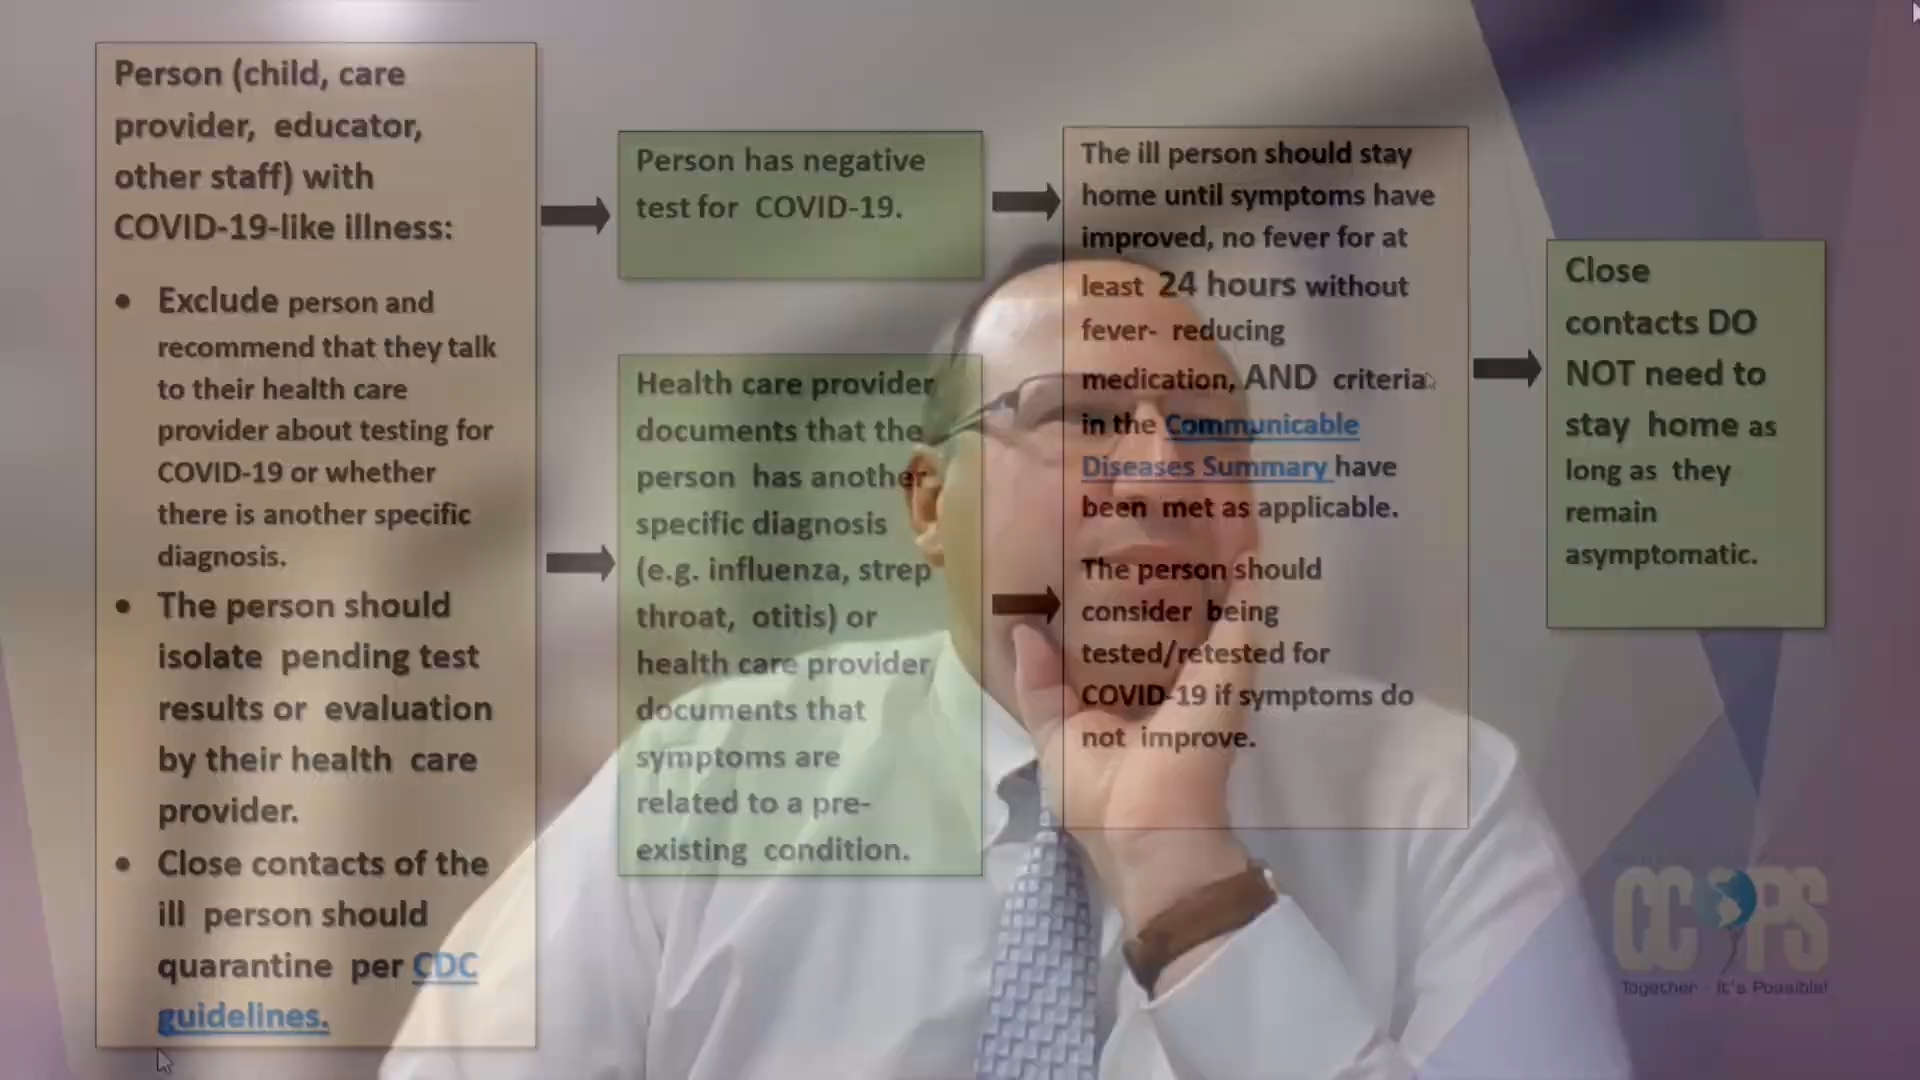 Person (child, care
provider, educator,
other staff) with
COVID-19-like illness:
• Exclude person and
recommend that they talk
to their health care
provider about testing for
COVID-19 or whether
there is another specific
diagnosis.
• The person should
isolate pending test
results or evaluation
by their health care
provider.
• Close contacts of the
ill person should
quarantine per CDC
guidelines.
Person has negative
test for COVID-19.
Health care provider
documents that the
person has another
specific diagnosis
(e.g. influenza, strep
throat, otitis) or
health care provider
documents that
symptoms are
related to a pre-
existing condition.
The ill person should stay
home until symptoms have
improved, no fever for at
least 24 hours without
fever- reducing
medication, AND criteria
in the Communicable
Diseases Summary have
been met as applicable.
The person should
consider being
tested/retested for
COVID-19 if symptoms do
not improve.
Close
contacts DO
NOT need to
stay home as
long as they
remain
asymptomatic.
CCOPS
Together - It's Possible!